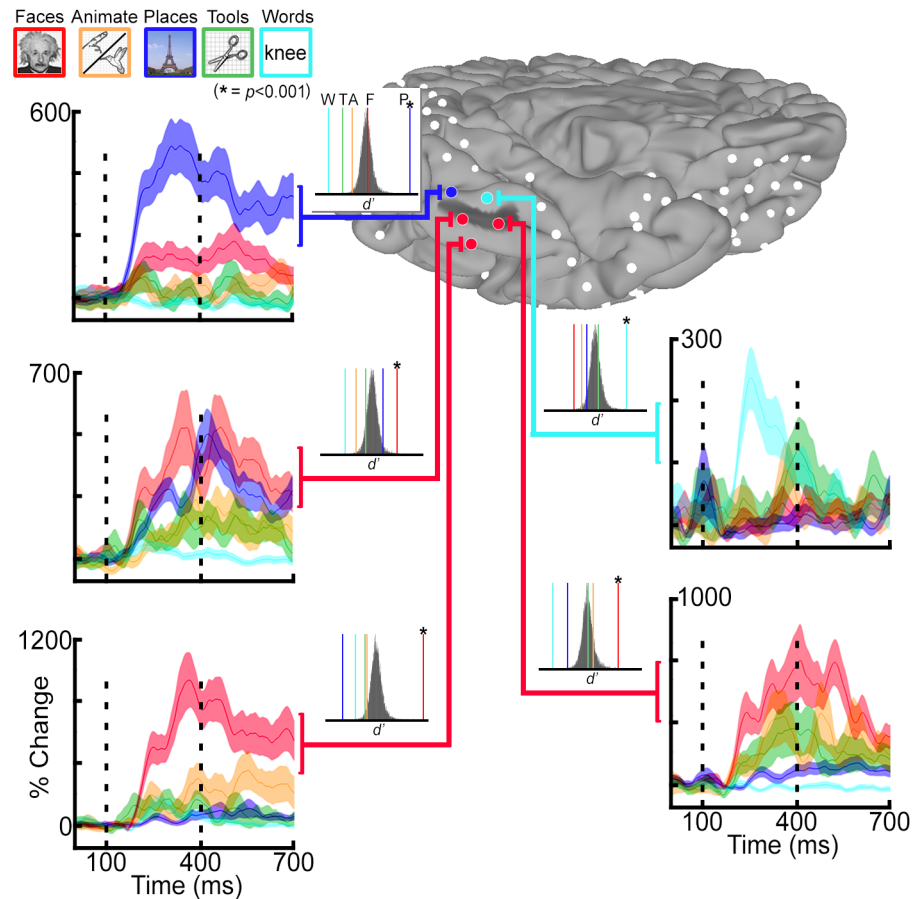 Faces Animate Places Tools Words
knee
(* = p<0.001)
600
W T A F P
*
d'
700
*
d'
300
*
d'
1200
*
d'
1000
*
d'
% Change
0
100 400 700
Time (ms)
100 400 700
Time (ms)